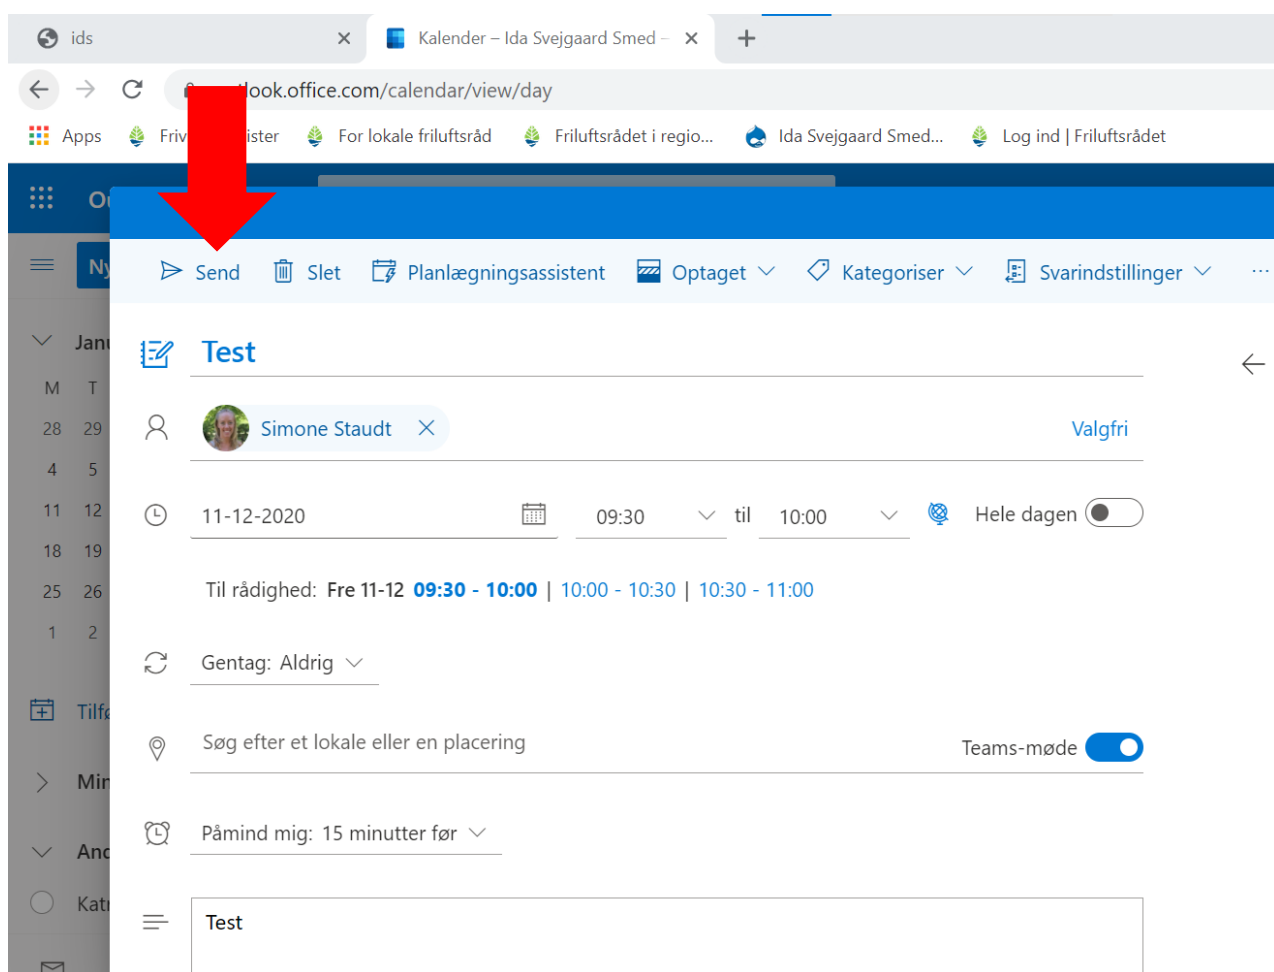 ids
Kalender – Ida Svejgaard Smed –
look.office.com/calendar/view/day
Apps
For lokale friluftsråd
Friluftsrådet i regio...
Ida Svejgaard Smed...
Log ind | Friluftsrådet
Send
Slet
Planlægningsassistent
Optaget
Kategoriser
Svarindstillinger
...
M T
28 29
4 5
11 12
18 19
25 26
1 2
Test
Simone Staudt
Valgfri
11-12-2020
09:30
til
10:00
Hele dagen
Til rådighed: Fre 11-12 09:30 - 10:00 | 10:00 - 10:30 | 10:30 - 11:00
Gentag: Aldrig
Søg efter et lokale eller en placering
Teams-møde
Påmind mig: 15 minutter før
Test